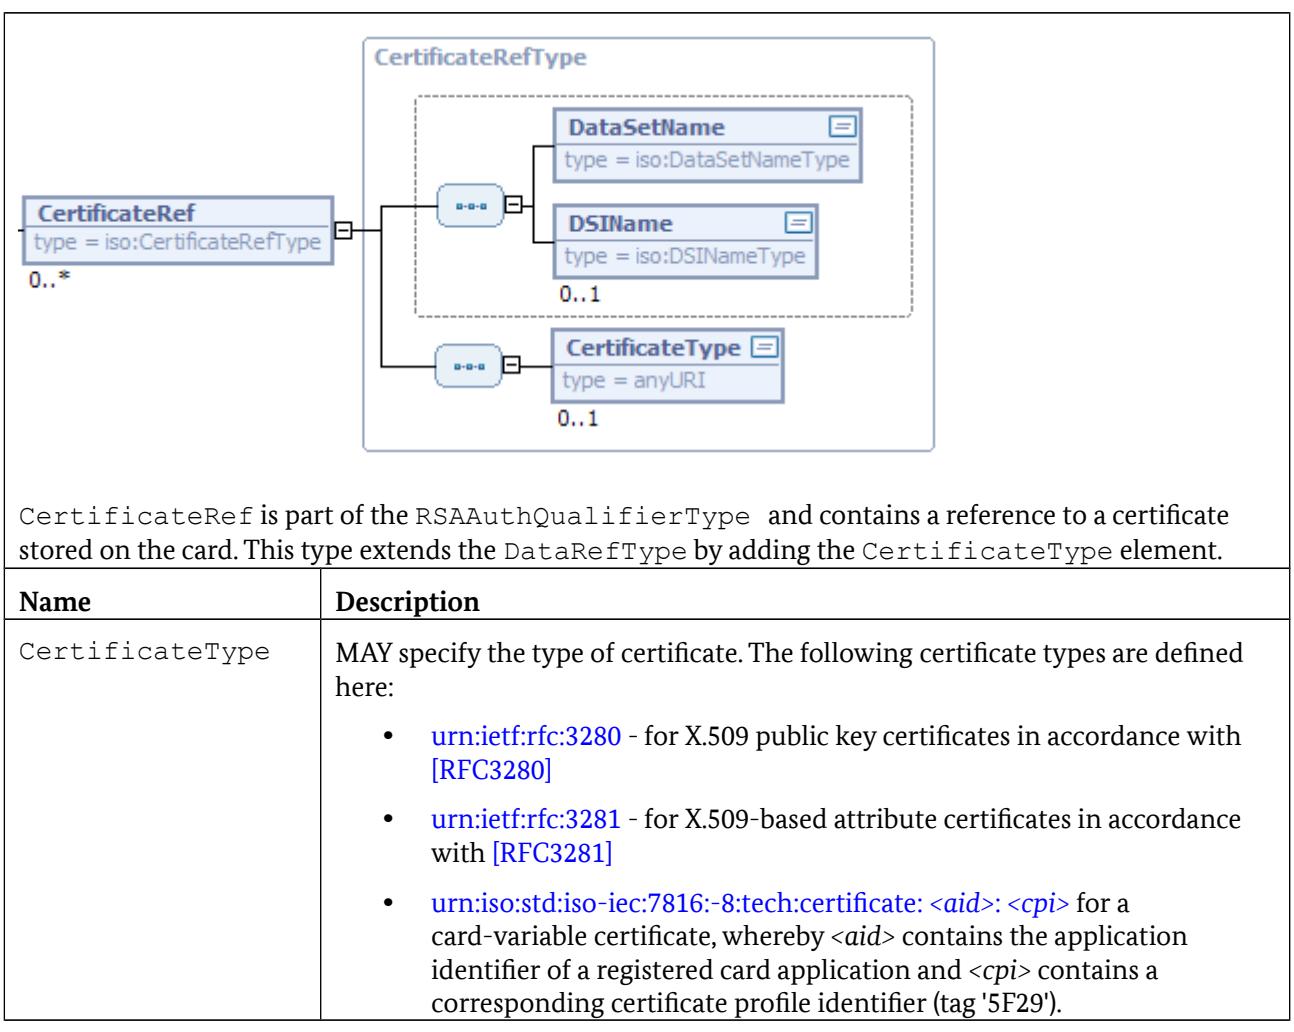 CertificateRefType
DataSetName
type = iso:DataSetNameType
CertificateRef
type = iso:CertificateRefType
0..*
DSIName
type = iso:DSINameType
0..1
CertificateType
type = anyURI
0..1
CertificateRef is part of the RSAAuthQualifierType and contains a reference to a certificate
stored on the card. This type extends the DataRefType by adding the CertificateType element.
Name Description
CertificateType MAY specify the type of certificate. The following certificate types are defined
here:
• urn:ietf:rfc:3280 - for X.509 public key certificates in accordance with
[RFC3280]
• urn:ietf:rfc:3281 - for X.509-based attribute certificates in accordance
with [RFC3281]
• urn:iso:std:iso-iec:7816:-8:tech:certificate: <aid>: <cpi> for a
card-variable certificate, whereby <aid> contains the application
identifier of a registered card application and <cpi> contains a
corresponding certificate profile identifier (tag '5F29').